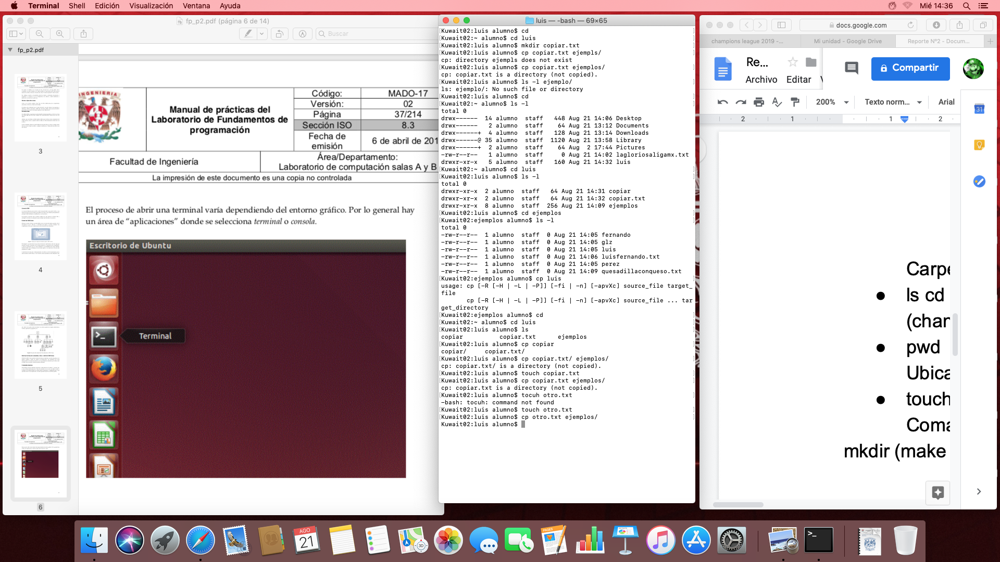 Terminal Shell Edición Visualización Ventana Ayuda
Mié 14:36
fp_p2.pdf (página 6 de 14)
Buscar
fp_p2.pdf
3
4
5
6
INGENIERIA
Manual de prácticas del
Laboratorio de Fundamentos de
programación
Código: MADO-17
Versión: 02
Página 37/214
Sección ISO 8.3
Fecha de
emisión 6 de abril de 201
Facultad de Ingeniería
Área/Departamento:
Laboratorio de computación salas A y B
La impresión de este documento es una copia no controlada
El proceso de abrir una terminal varía dependiendo del entorno gráfico. Por lo general hay
un área de “aplicaciones” donde se selecciona terminal o consola.
Escritorio de Ubuntu
Terminal
luis — -bash — 69×65
[Kuwait02:luis alumno$ cd ]
[Kuwait02:~ alumno$ cd luis ]
[Kuwait02:luis alumno$ mkdir copiar.txt ]
[Kuwait02:luis alumno$ cp copiar.txt ejempls/ ]
cp: directory ejempls does not exist
[Kuwait02:luis alumno$ cp copiar.txt ejemplos/ ]
cp: copiar.txt is a directory (not copied).
[Kuwait02:luis alumno$ ls -l ejemplo/ ]
ls: ejemplo/: No such file or directory
[Kuwait02:luis alumno$ cd ]
[Kuwait02:~ alumno$ ls -l ]
total 0
drwx------ 14 alumno staff 448 Aug 21 14:06 Desktop
drwx------ 2 alumno staff 64 Aug 21 13:12 Documents
drwx------+ 4 alumno staff 128 Aug 21 13:14 Downloads
drwx------@ 35 alumno staff 1120 Aug 21 13:58 Library
drwx------+ 2 alumno staff 64 Aug 2 17:44 Pictures
-rw-r--r-- 1 alumno staff 0 Aug 21 14:02 lagloriosaligamx.txt
drwxr-xr-x 5 alumno staff 160 Aug 21 14:32 luis
[Kuwait02:~ alumno$ cd luis ]
[Kuwait02:luis alumno$ ls -l ]
total 0
drwxr-xr-x 2 alumno staff 64 Aug 21 14:31 copiar
drwxr-xr-x 2 alumno staff 64 Aug 21 14:32 copiar.txt
drwxr-xr-x 8 alumno staff 256 Aug 21 14:09 ejemplos
[Kuwait02:luis alumno$ cd ejemplos ]
[Kuwait02:ejemplos alumno$ ls -l ]
total 0
-rw-r--r-- 1 alumno staff 0 Aug 21 14:05 fernando
-rw-r--r-- 1 alumno staff 0 Aug 21 14:05 glz
-rw-r--r-- 1 alumno staff 0 Aug 21 14:05 luis
-rw-r--r-- 1 alumno staff 0 Aug 21 14:06 luisfernando.txt
-rw-r--r-- 1 alumno staff 0 Aug 21 14:05 perez
-rw-r--r-- 1 alumno staff 0 Aug 21 14:09 quesadillaconqueso.txt
[Kuwait02:ejemplos alumno$ cp luis ]
usage: cp [-R [-H | -L | -P]] [-fi | -n] [-apvXc] source_file target_
file
cp [-R [-H | -L | -P]] [-fi | -n] [-apvXc] source_file ... tar
get_directory
[Kuwait02:ejemplos alumno$ cd ]
[Kuwait02:~ alumno$ cd luis ]
[Kuwait02:luis alumno$ ls ]
copiar copiar.txt ejemplos
[Kuwait02:luis alumno$ cp copiar ]
copiar/ copiar.txt/
[Kuwait02:luis alumno$ cp copiar.txt/ ejemplos/ ]
cp: copiar.txt/ is a directory (not copied).
[Kuwait02:luis alumno$ touch copiar.txt ]
[Kuwait02:luis alumno$ cp copiar.txt ejemplos/ ]
cp: copiar.txt is a directory (not copied).
[Kuwait02:luis alumno$ tocuh otro.txt ]
-bash: tocuh: command not found
[Kuwait02:luis alumno$ touch otro.txt ]
[Kuwait02:luis alumno$ cp otro.txt ejemplos/ ]
Kuwait02:luis alumno$
docs.google.com
champions league 2019 -...
Mi unidad - Google Drive
Reporte Nº2 - Docum...
Re...
Compartir
Archivo Editar V
200% Texto norm... Arial
2 1 1 2
31
Carpe
● ls cd
(char
● pwd
Ubica
● touch
Coma
mkdir (make
AGO
21
PAGES
3D